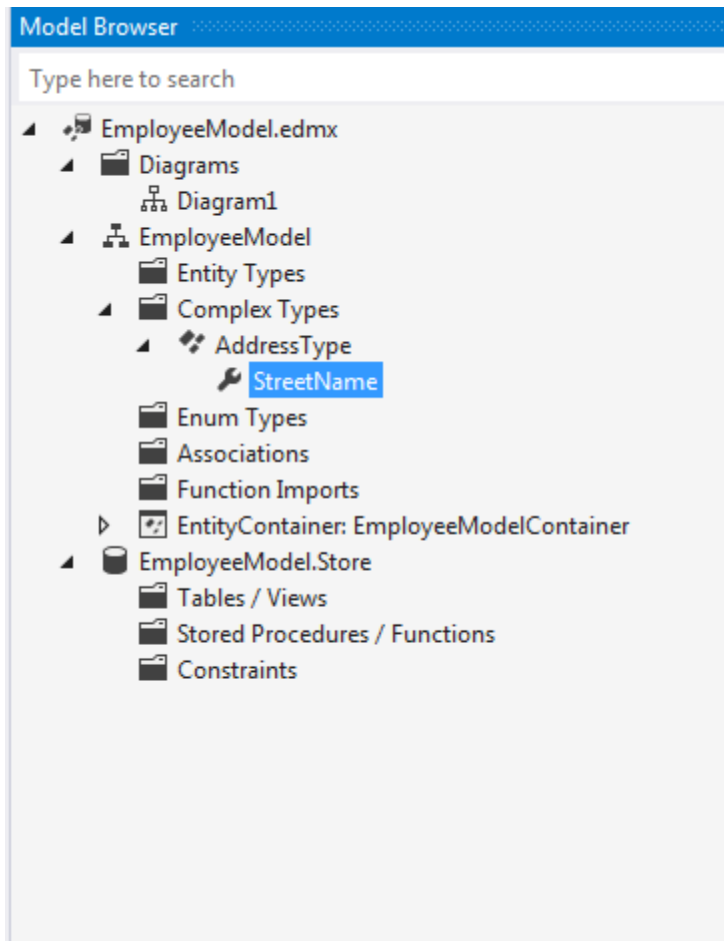 Model Browser
Type here to search
EmployeeModel.edmx
Diagrams
Diagram1
EmployeeModel
Entity Types
Complex Types
AddressType
StreetName
Enum Types
Associations
Function Imports
EntityContainer: EmployeeModelContainer
EmployeeModel.Store
Tables / Views
Stored Procedures / Functions
Constraints